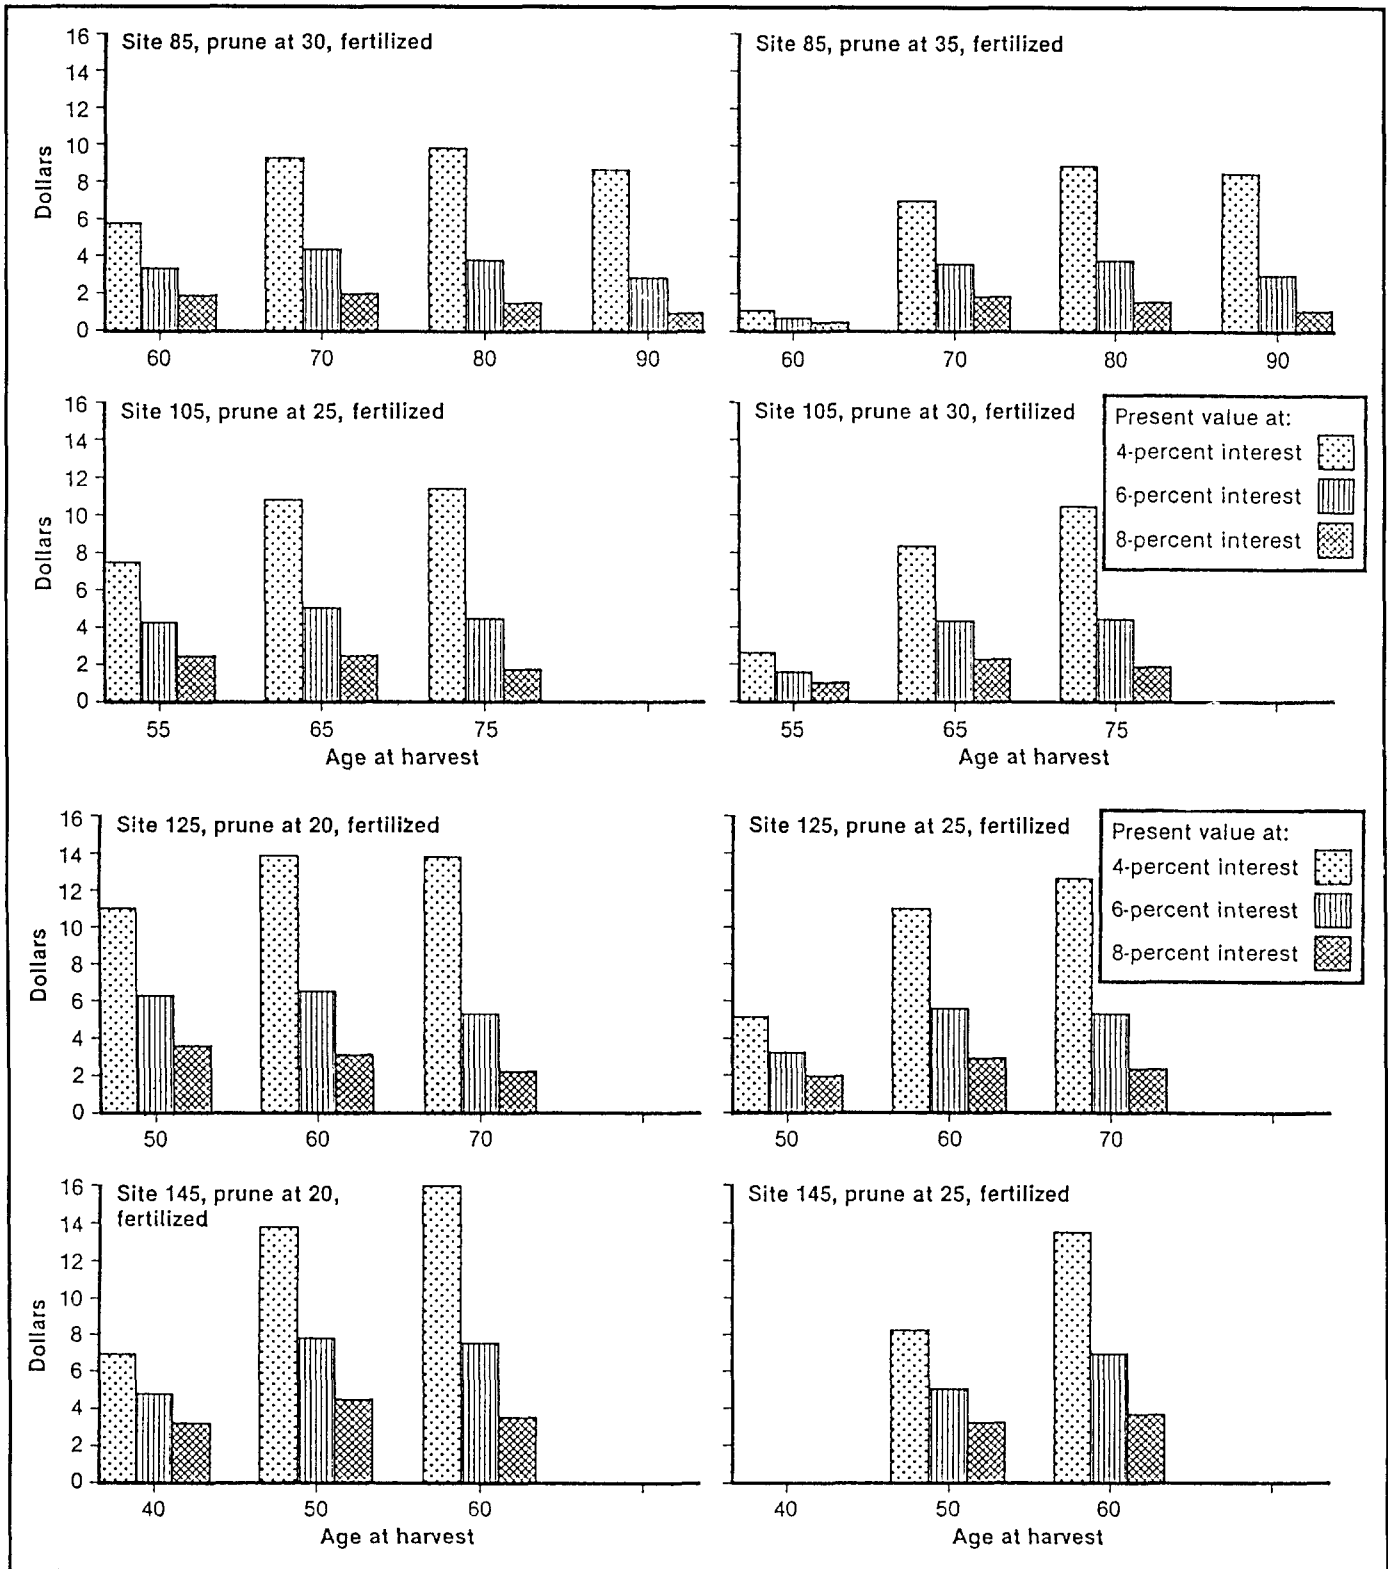 Site 85, prune at 30, fertilized
Dollars
16
14
12
10
8
6
4
2
0
60 70 80 90
Site 85, prune at 35, fertilized
60 70 80 90
Site 105, prune at 25, fertilized
Dollars
16
14
12
10
8
6
4
2
0
55 65 75
Age at harvest
Site 105, prune at 30, fertilized
55 65 75
Age at harvest
Present value at:
4-percent interest
6-percent interest
8-percent interest
Site 125, prune at 20, fertilized
Dollars
16
14
12
10
8
6
4
2
0
50 60 70
Site 125, prune at 25, fertilized
50 60 70
Present value at:
4-percent interest
6-percent interest
8-percent interest
Site 145, prune at 20,
fertilized
Dollars
16
14
12
10
8
6
4
2
0
40 50 60
Age at harvest
Site 145, prune at 25, fertilized
40 50 60
Age at harvest